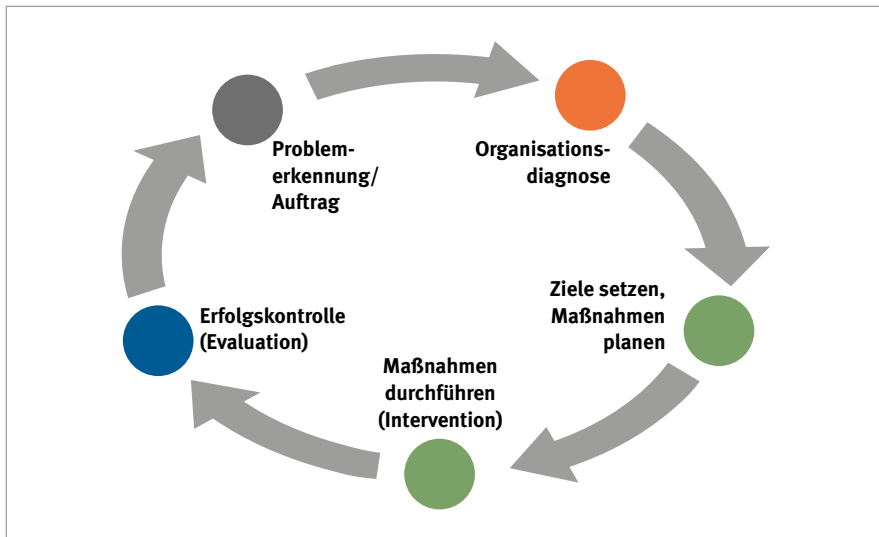 Problem-
erkennung/
Auftrag
Organisations-
diagnose
Ziele setzen,
Maßnahmen
planen
Maßnahmen
durchführen
(Intervention)
Erfolgskontrolle
(Evaluation)